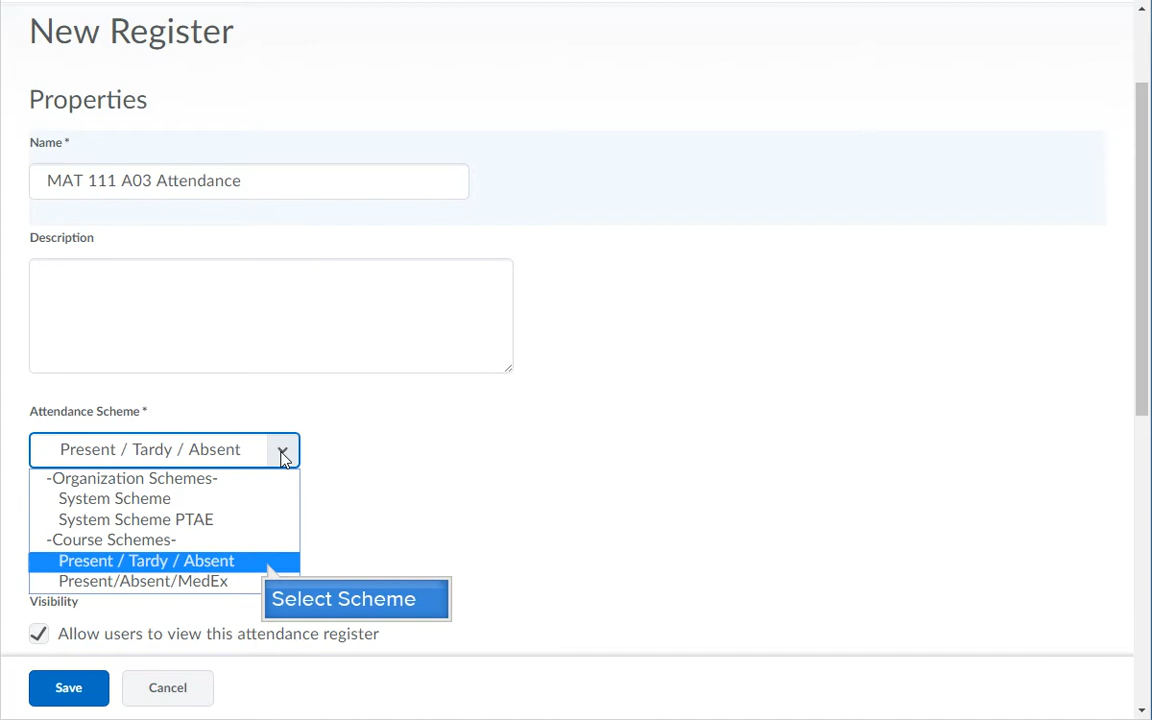 New Register
Properties
Name *
MAT 111 A03 Attendance
Description
Attendance Scheme *
Present / Tardy / Absent
-Organization Schemes-
System Scheme
System Scheme PTAE
-Course Schemes-
Present / Tardy / Absent
Present/Absent/MedEx
Select Scheme
Visibility
Allow users to view this attendance register
Save
Cancel